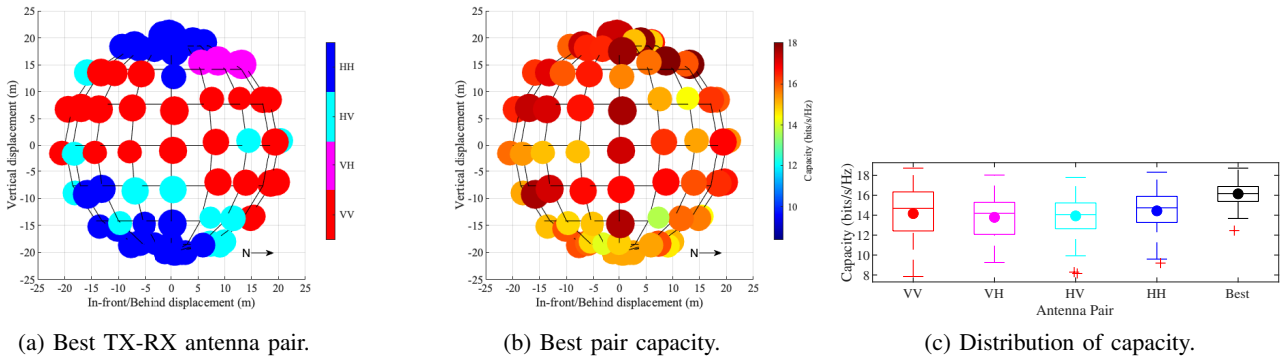 25
20
15
10
5
0
-5
-10
-15
-20
-25
Vertical displacement (m)
-25 -20 -15 -10 -5 0 5 10 15 20 25
In-front/Behind displacement (m)
N
HH
HV
VH
VV
(a) Best TX-RX antenna pair.
25
20
15
10
5
0
-5
-10
-15
-20
-25
Vertical displacement (m)
-25 -20 -15 -10 -5 0 5 10 15 20 25
In-front/Behind displacement (m)
N
18
16
14
12
10
Capacity (bits/s/Hz)
(b) Best pair capacity.
18
16
14
12
10
8
Capacity (bits/s/Hz)
VV VH HV HH Best
Antenna Pair
(c) Distribution of capacity.